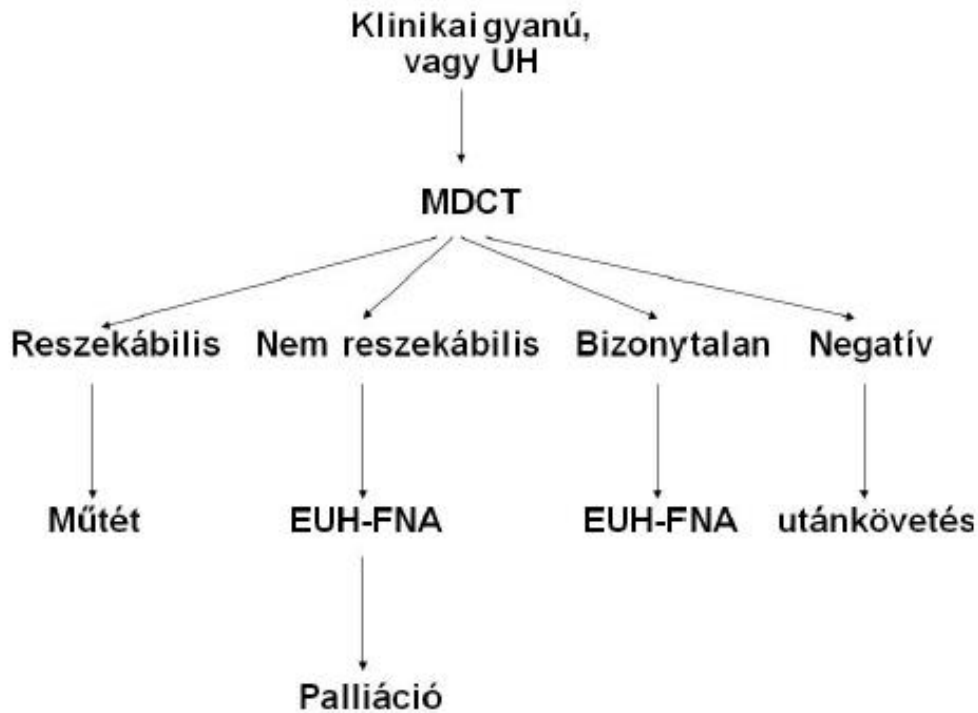 Klinikai gyanú,
vagy UH
MDCT
Reszekábilis Nem reszekábilis Bizonytalan Negatív
Műtét EUH-FNA EUH-FNA utánkövetés
Palliáció